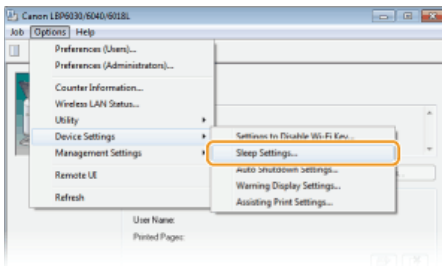 Canon LBP6030/6040/6018L
Job Options Help
Preferences (Users)...
Preferences (Administrators)...
Counter Information...
Wireless LAN Status...
Utility
Device Settings
Management Settings
Remote UI
Refresh
Settings to Disable Wi-Fi Key...
Sleep Settings...
Auto Shutdown Settings...
Warning Display Settings...
Assisting Print Settings...
User Name:
Printed Pages: